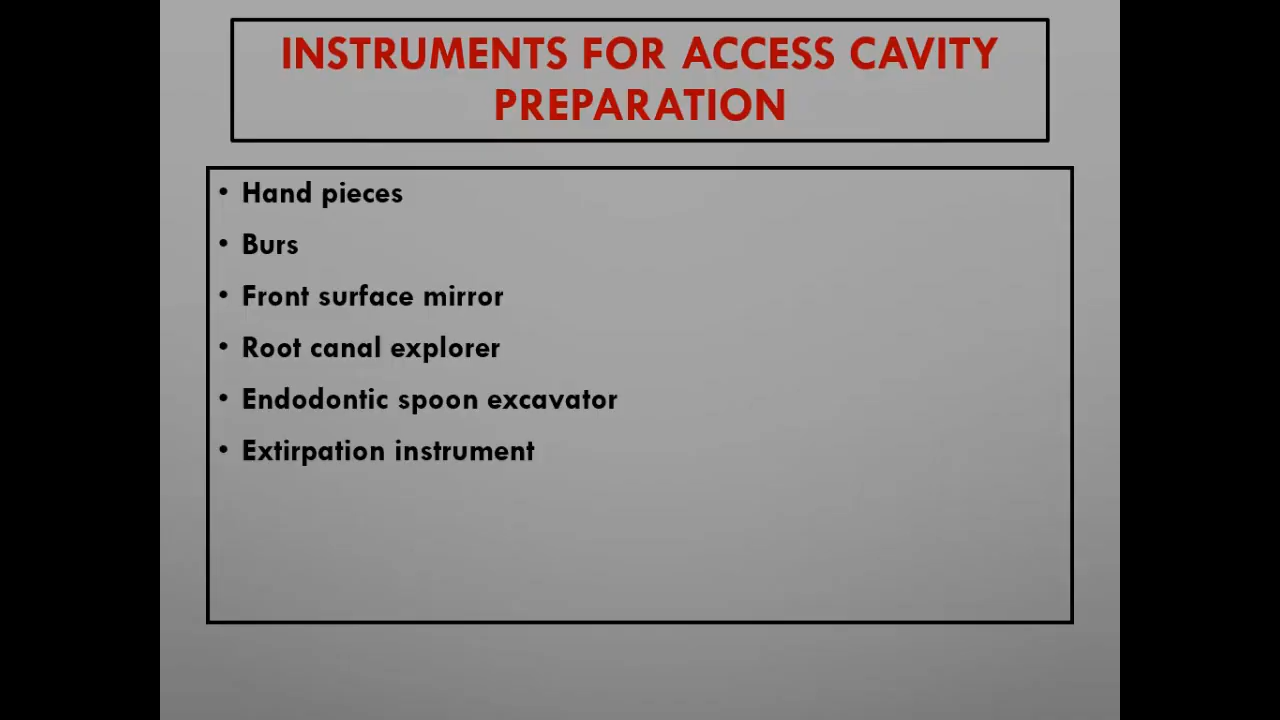 INSTRUMENTS FOR ACCESS CAVITY
PREPARATION
• Hand pieces
• Burs
• Front surface mirror
• Root canal explorer
• Endodontic spoon excavator
• Extirpation instrument